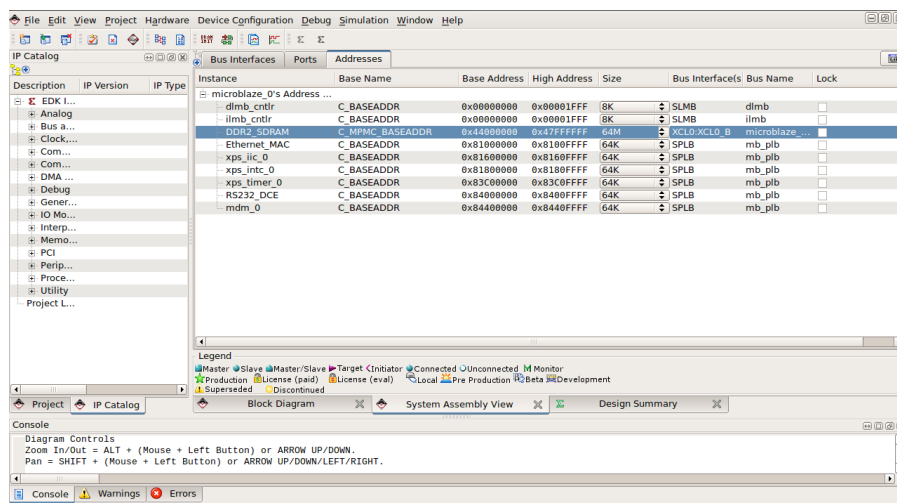 File Edit View Project Hardware Device Configuration Debug Simulation Window Help
IP Catalog
Bus Interfaces Ports Addresses
Description IP Version IP Type
Instance Base Name Base Address High Address Size Bus Interface(s Bus Name Lock
EDK I...
Analog
Bus a...
Clock,...
Com...
Com...
DMA ...
Debug
Gener...
IO Mo...
Interp...
Memo...
PCI
Perip...
Proce...
Utility
Project L...
microblaze_0's Address ...
dlmb_cntlr C_BASEADDR 0x00000000 0x00001FFF 8K SLMB dlmb
ilmb_cntlr C_BASEADDR 0x00000000 0x00001FFF 8K SLMB ilmb
DDR2_SDRAM C_MPMC_BASEADDR 0x44000000 0x47FFFFFF 64M XCL0:XCL0_B microblaze_...
Ethernet_MAC C_BASEADDR 0x81000000 0x8100FFFF 64K SPLB mb_plb
xps_iic_0 C_BASEADDR 0x81600000 0x8160FFFF 64K SPLB mb_plb
xps_intc_0 C_BASEADDR 0x81800000 0x8180FFFF 64K SPLB mb_plb
xps_timer_0 C_BASEADDR 0x83C00000 0x83C0FFFF 64K SPLB mb_plb
RS232_DCE C_BASEADDR 0x84000000 0x8400FFFF 64K SPLB mb_plb
mdm_0 C_BASEADDR 0x84400000 0x8440FFFF 64K SPLB mb_plb
Legend
Master Slave Master/Slave Target Initiator Connected Unconnected M Monitor
Production License (paid) License (eval) Local Pre Production Beta Development
Superseded Discontinued
Project IP Catalog
Block Diagram System Assembly View Design Summary
Console
Diagram Controls
Zoom In/Out = ALT + (Mouse + Left Button) or ARROW UP/DOWN.
Pan = SHIFT + (Mouse + Left Button) or ARROW UP/DOWN/LEFT/RIGHT.
Console Warnings Errors